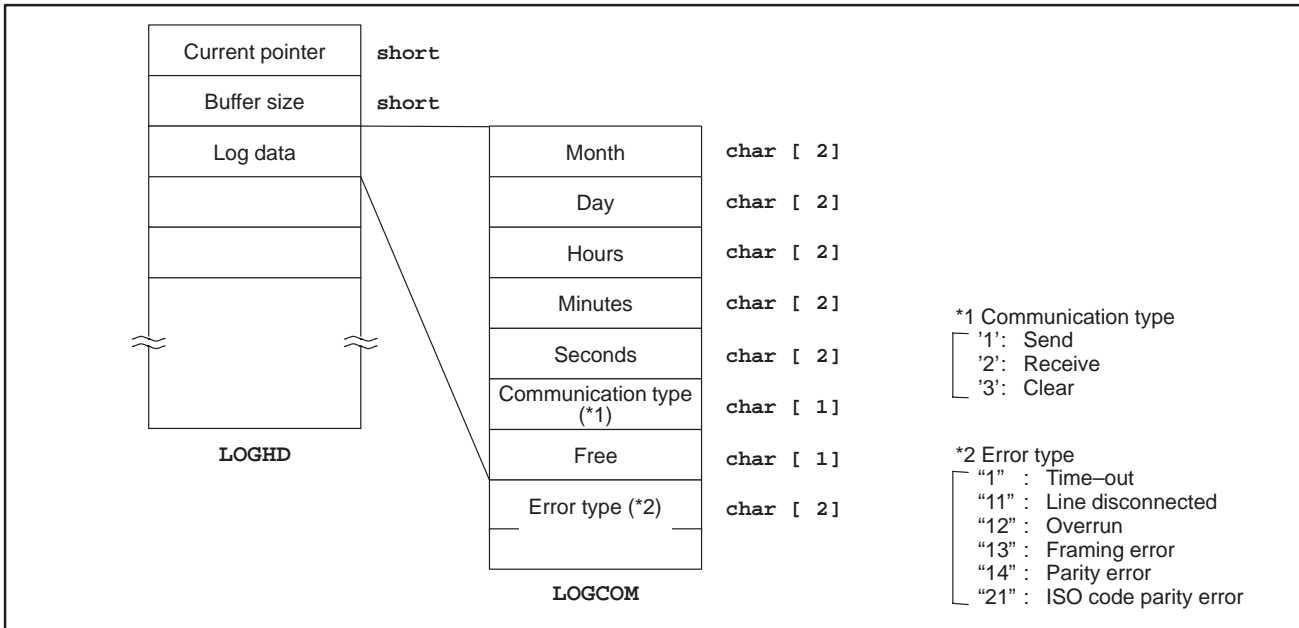 Current pointer short
Buffer size short
Log data
LOGHD
Month char [ 2]
Day char [ 2]
Hours char [ 2]
Minutes char [ 2]
Seconds char [ 2]
Communication type
(*1) char [ 1]
Free char [ 1]
Error type (*2) char [ 2]
LOGCOM
*1 Communication type
’1’: Send
’2’: Receive
’3’: Clear
*2 Error type
“1” : Time–out
“11” : Line disconnected
“12” : Overrun
“13” : Framing error
“14” : Parity error
“21” : ISO code parity error